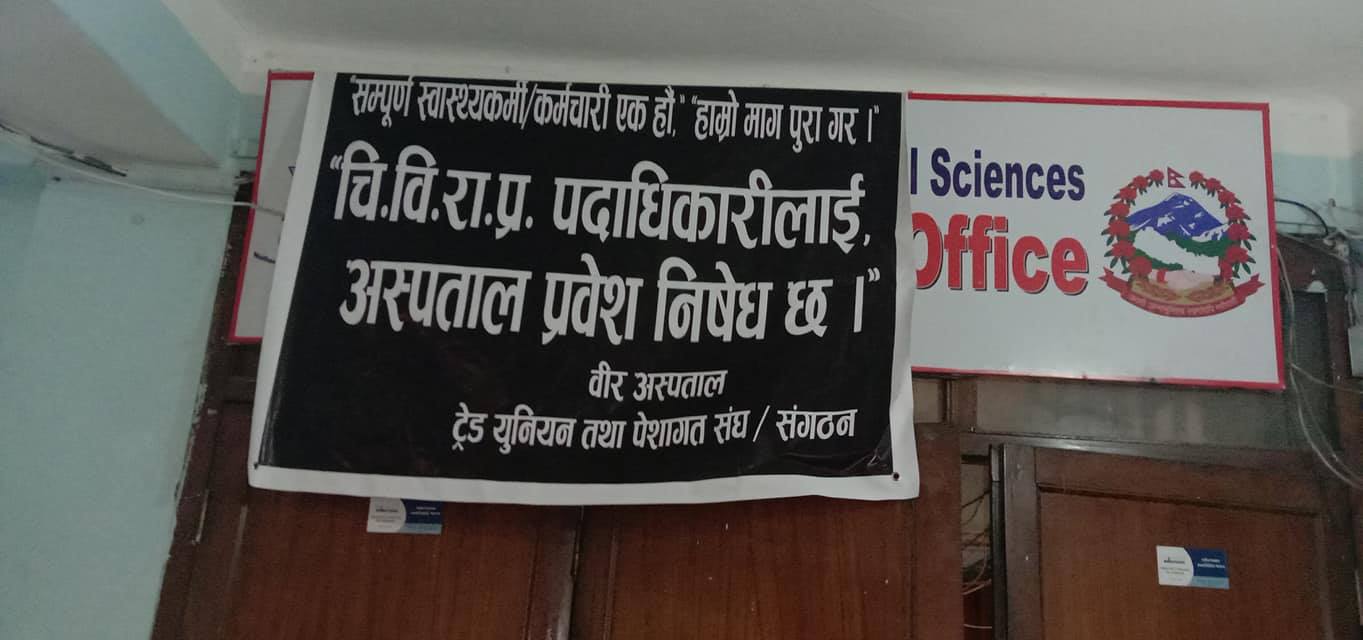 "सम्पूर्ण स्वास्थ्यकर्मी/कर्मचारी एक हौं," "हाम्रो माग पुरा गर ।"
"चि.वि.रा.प्र. पदाधिकारीलाई,
अस्पताल प्रवेश निषेध छ ।"
वीर अस्पताल
ट्रेड युनियन तथा पेशागत संघ / संगठन
l Sciences
Office